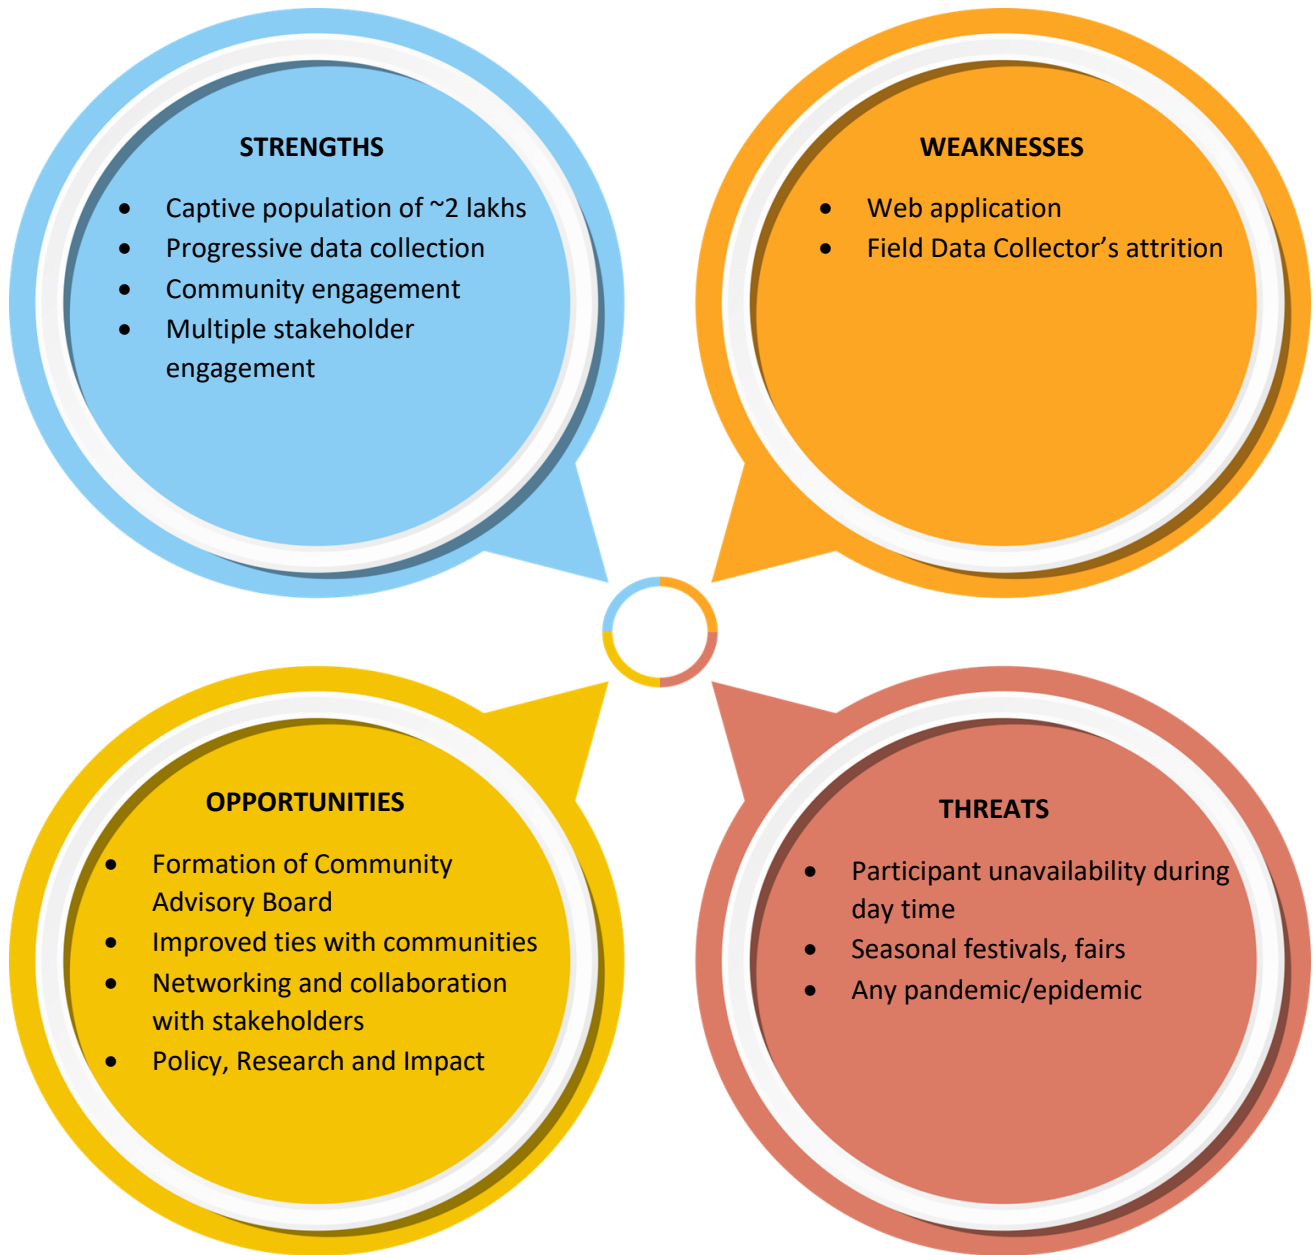 STRENGTHS
• Captive population of ~2 lakhs
• Progressive data collection
• Community engagement
• Multiple stakeholder
engagement
WEAKNESSES
• Web application
• Field Data Collector’s attrition
OPPORTUNITIES
• Formation of Community
Advisory Board
• Improved ties with communities
• Networking and collaboration
with stakeholders
• Policy, Research and Impact
THREATS
• Participant unavailability during
day time
• Seasonal festivals, fairs
• Any pandemic/epidemic